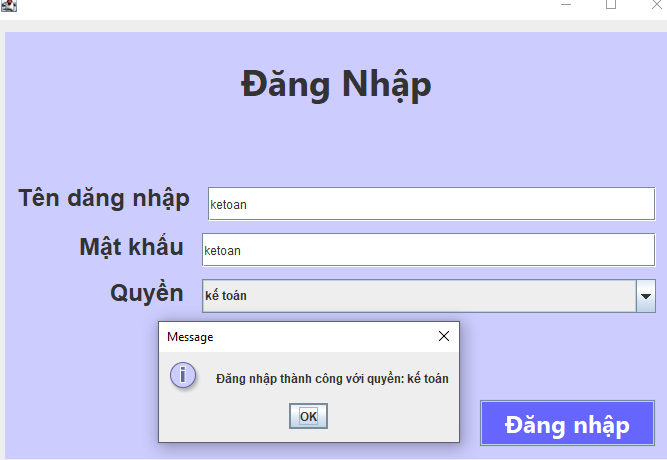 Đăng Nhập
Tên dăng nhập
ketoan
Mật khẩu
ketoan
Quyền
kế toán
Message
Đăng nhập thành công với quyền: kế toán
OK
Đăng nhập